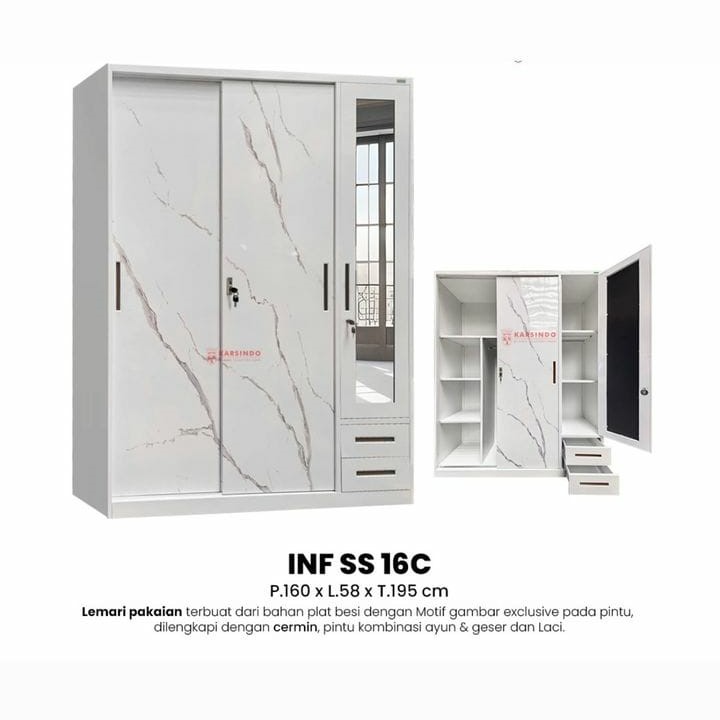 KARSINDO
KARSINDO
INF SS 16C
P.160 x L.58 x T.195 cm
Lemari pakaian terbuat dari bahan plat besi dengan Motif gambar exclusive pada pintu,
dilengkapi dengan cermin, pintu kombinasi ayun & geser dan Laci.